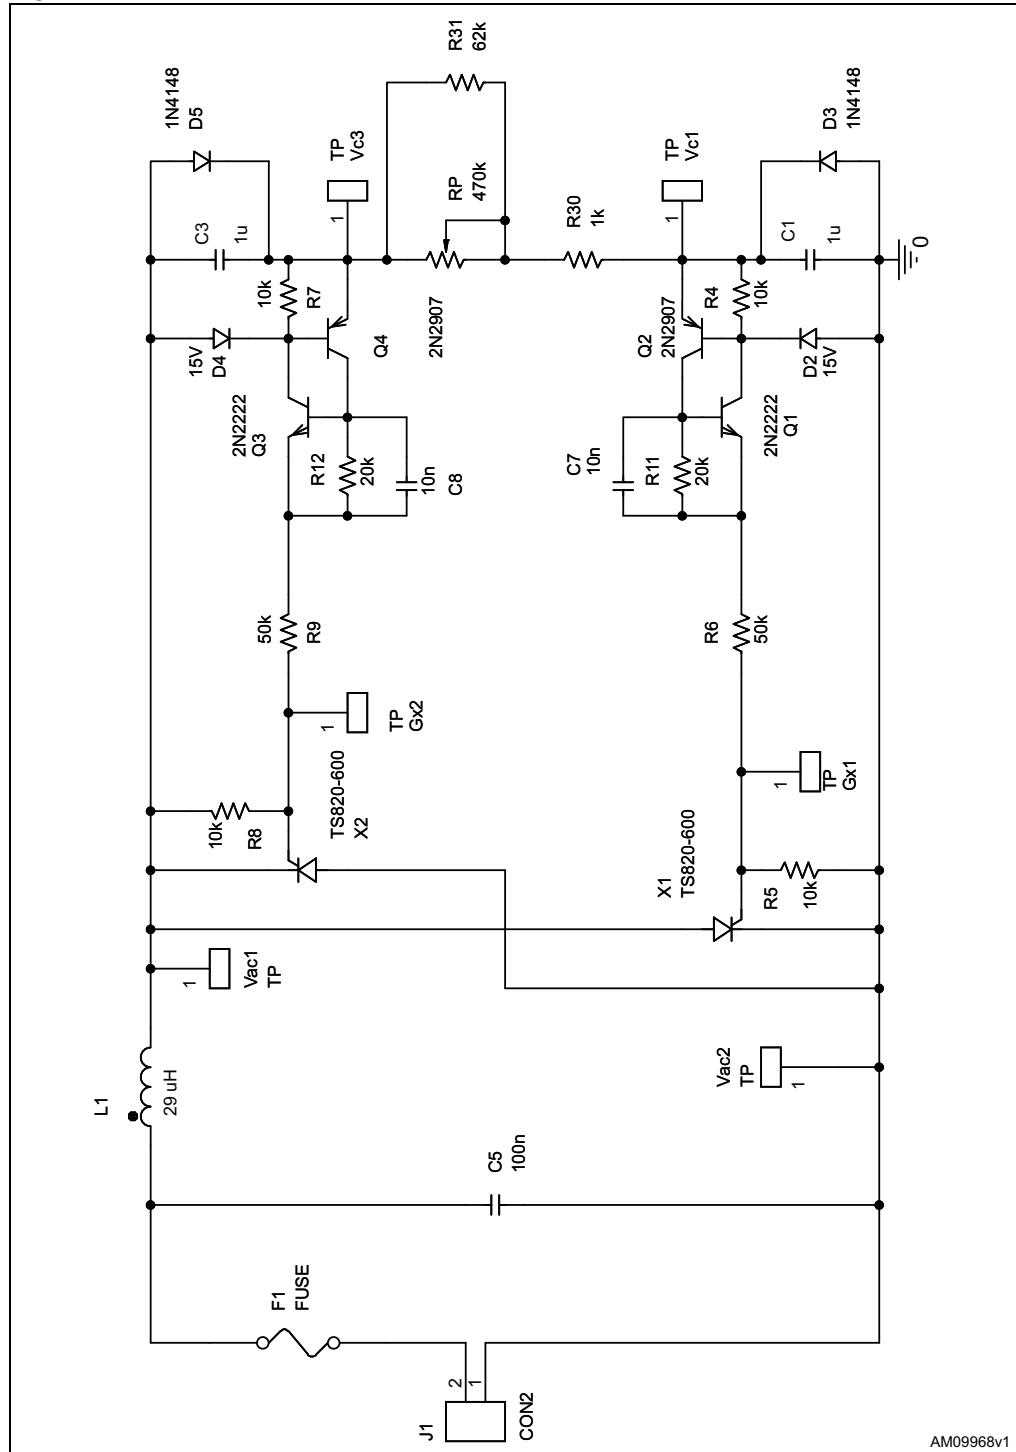 R31
62k
1N4148
D5
D3
1N4148
TP
Vc3
TP
Vc1
RP
470k
R30
1k
C3
1u
C1
1u
1
1
0
10k
R7
R4
10k
15V
D4
Q4
2N2907
Q2
2N2907
D2
15V
2N2222
Q3
2N2222
Q1
R12
20k
10n
C8
C7
10n
R11
20k
50k
R9
R6
50k
1
TP
Gx2
1
TP
Gx1
10k
R8
TS820-600
X2
X1
TS820-600
R5
10k
1
Vac1
TP
Vac2
TP
1
L1
29 uH
C5
100n
F1
FUSE
2
1
J1
CON2
AM09968v1